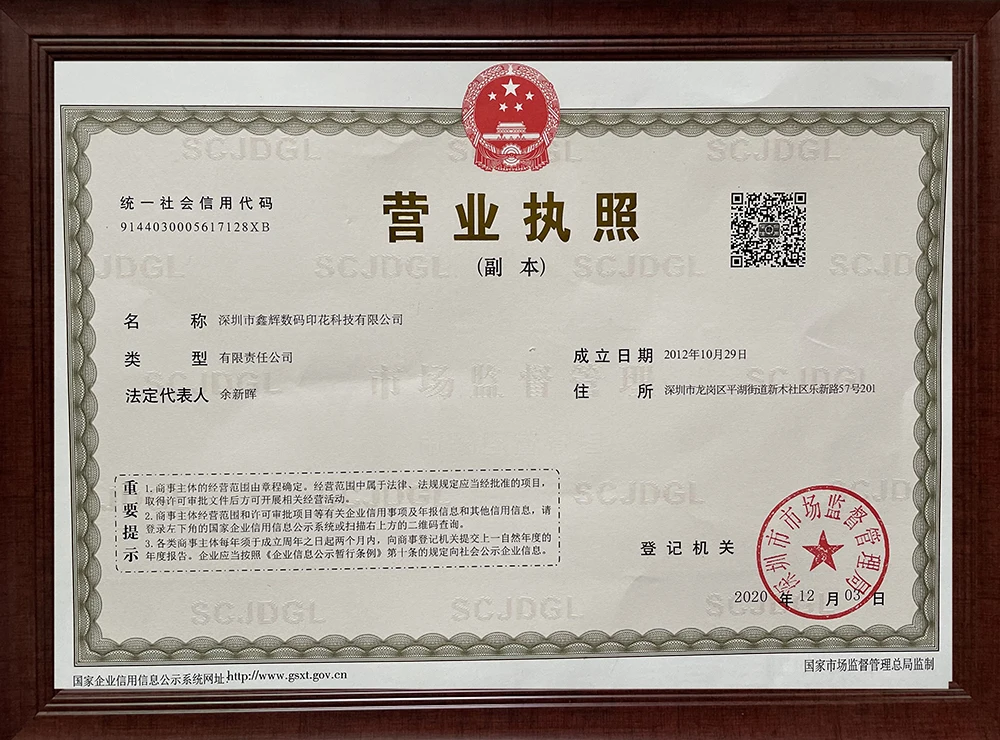 SCJDGL SCJDGL SCJDGL
统一社会信用代码
9144030005617128XB
营业执照
(副 本)
SCJDGL SCJDGL SCJDGL SCJD
名 称 深圳市鑫辉数码印花科技有限公司
类 型 有限责任公司
法定代表人 余新晖
成立日期 2012年10月29日
住 所 深圳市龙岗区平湖街道新木社区乐新路57号201
市场监督管理
重要提示
1.商事主体的经营范围由章程确定。经营范围中属于法律、法规规定应当经批准的项目,
取得许可审批文件后方可开展相关经营活动。
2.商事主体经营范围和许可审批项目等有关企业信用事项及年报信息和其他信用信息,请
登录左下角的国家企业信用信息公示系统或扫描右上方的二维码查询。
3.各类商事主体每年须于成立周年之日起两个月内,向商事登记机关提交上一自然年度的
年度报告。企业应当按照《企业信息公示暂行条例》第十条的规定向社会公示企业信息。
登记机关
深圳市市场监督管理局
2020 年 12 月 03 日
SCJDGL SCJDGL SCJDGL
国家企业信用信息公示系统网址:http://www.gsxt.gov.cn
国家市场监督管理总局监制